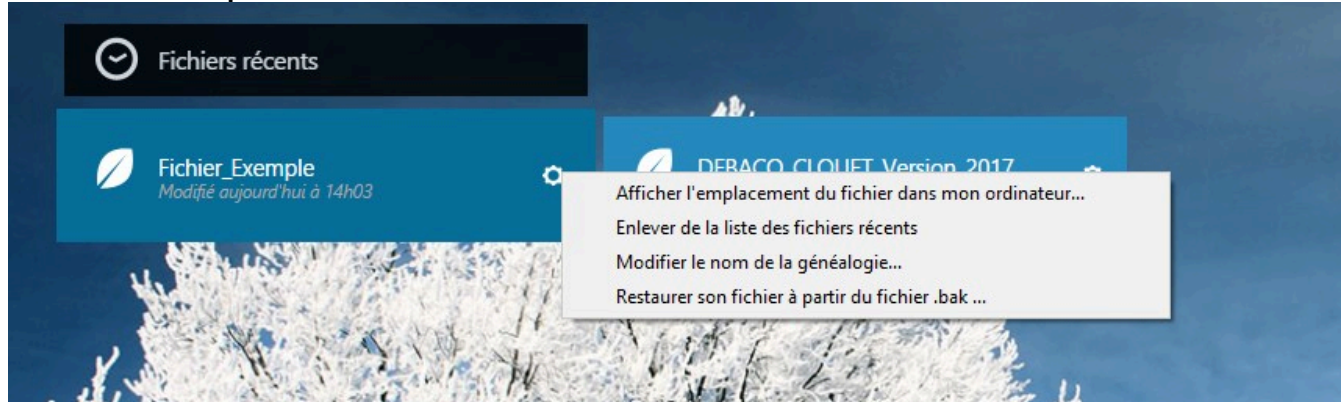 Fichiers récents
Fichier_Exemple
Modifié aujourd'hui à 14h03
DEBACQ_CLOUET_Version_2017
Afficher l'emplacement du fichier dans mon ordinateur...
Enlever de la liste des fichiers récents
Modifier le nom de la généalogie...
Restaurer son fichier à partir du fichier .bak ...